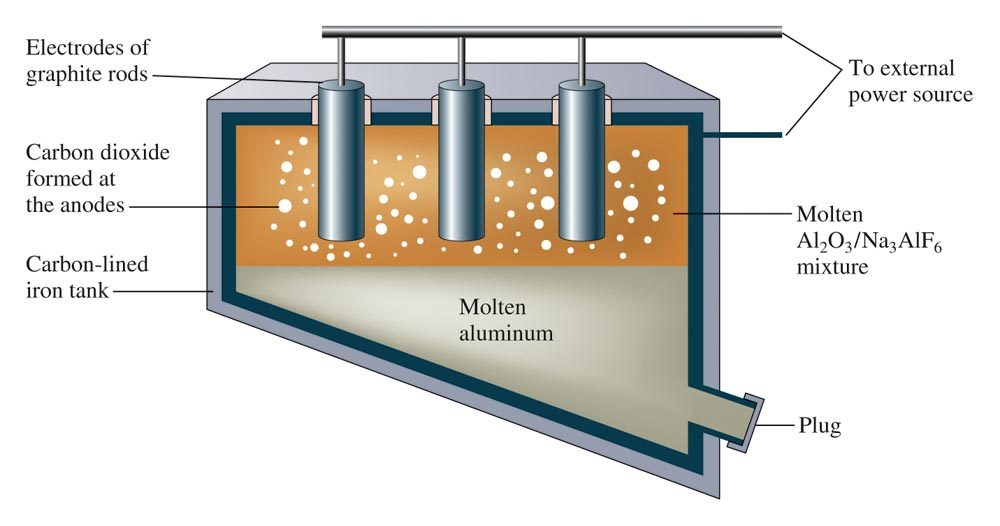 Electrodes of
graphite rods
Carbon dioxide
formed at
the anodes
Carbon-lined
iron tank
Molten
aluminum
To external
power source
Molten
Al₂O₃/Na₃AlF₆
mixture
Plug